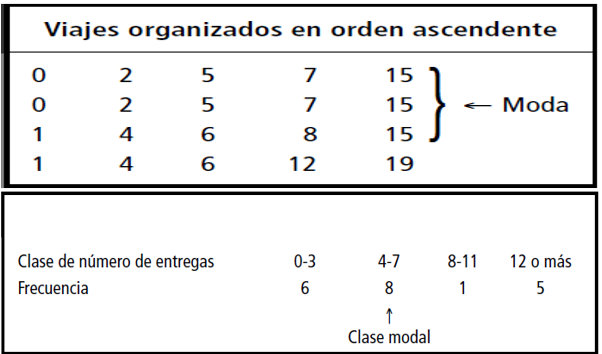 Viajes organizados en orden ascendente
0 2 5 7 15
0 2 5 7 15 ← Moda
1 4 6 8 15
1 4 6 12 19
Clase de número de entregas 0-3 4-7 8-11 12 o más
Frecuencia 6 8 1 5
↑
Clase modal